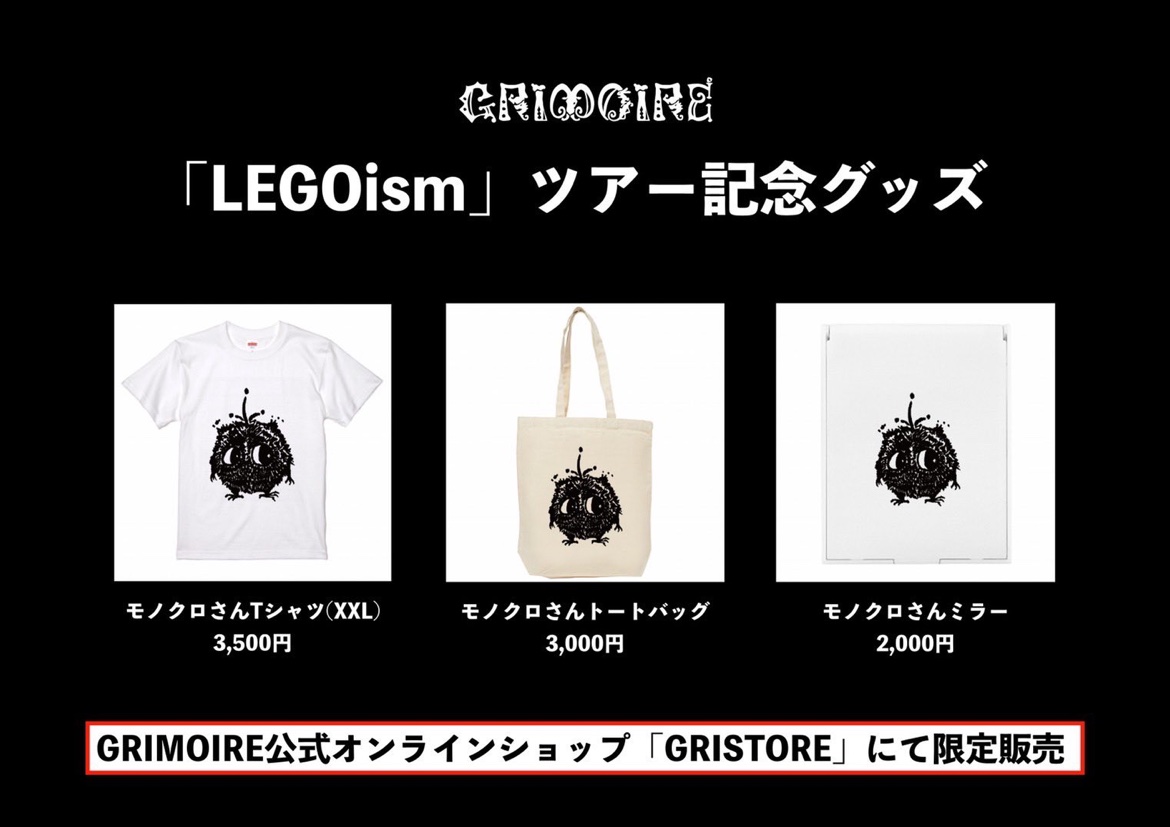 GRIMOIRE
「LEGOism」ツアー記念グッズ
モノクロさんTシャツ(XXL)
3,500円
モノクロさんトートバッグ
3,000円
モノクロさんミラー
2,000円
GRIMOIRE公式オンラインショップ「GRISTORE」にて限定販売